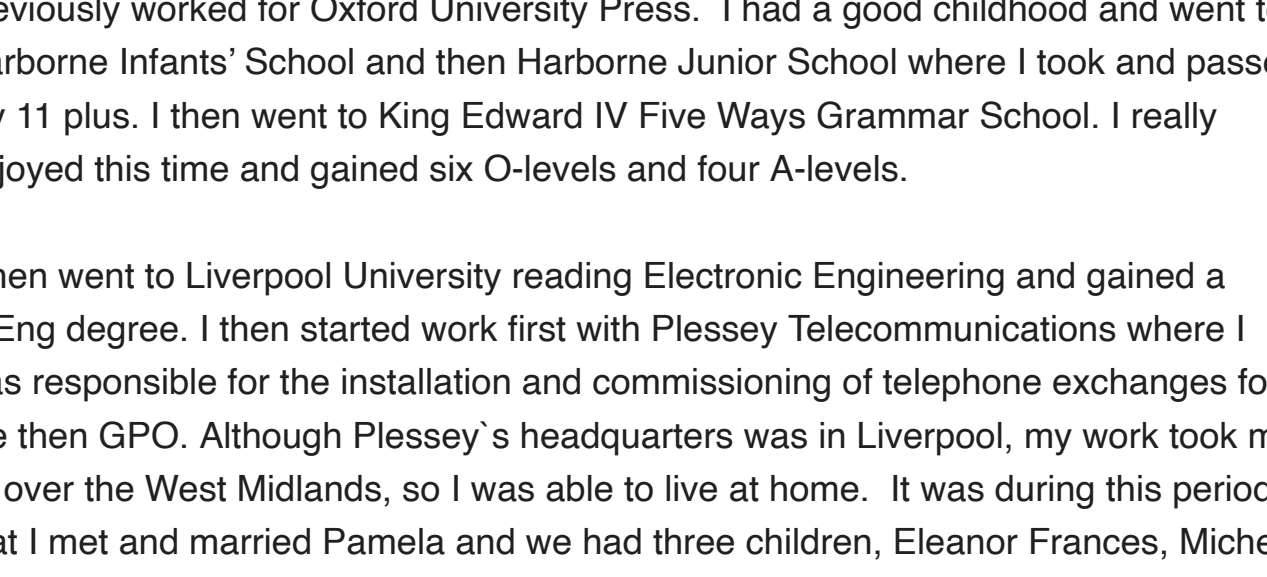 eviously worked for Oxford University Press.  I had a good childhood and went t
arborne Infants’ School and then Harborne Junior School where I took and passe
y 11 plus. I then went to King Edward IV Five Ways Grammar School. I really
joyed this time and gained six O-levels and four A-levels.
hen went to Liverpool University reading Electronic Engineering and gained a
Eng degree. I then started work first with Plessey Telecommunications where I
as responsible for the installation and commissioning of telephone exchanges fo
e then GPO. Although Plessey`s headquarters was in Liverpool, my work took m
over the West Midlands, so I was able to live at home.  It was during this period
at I met and married Pamela and we had three children, Eleanor Frances, Miche